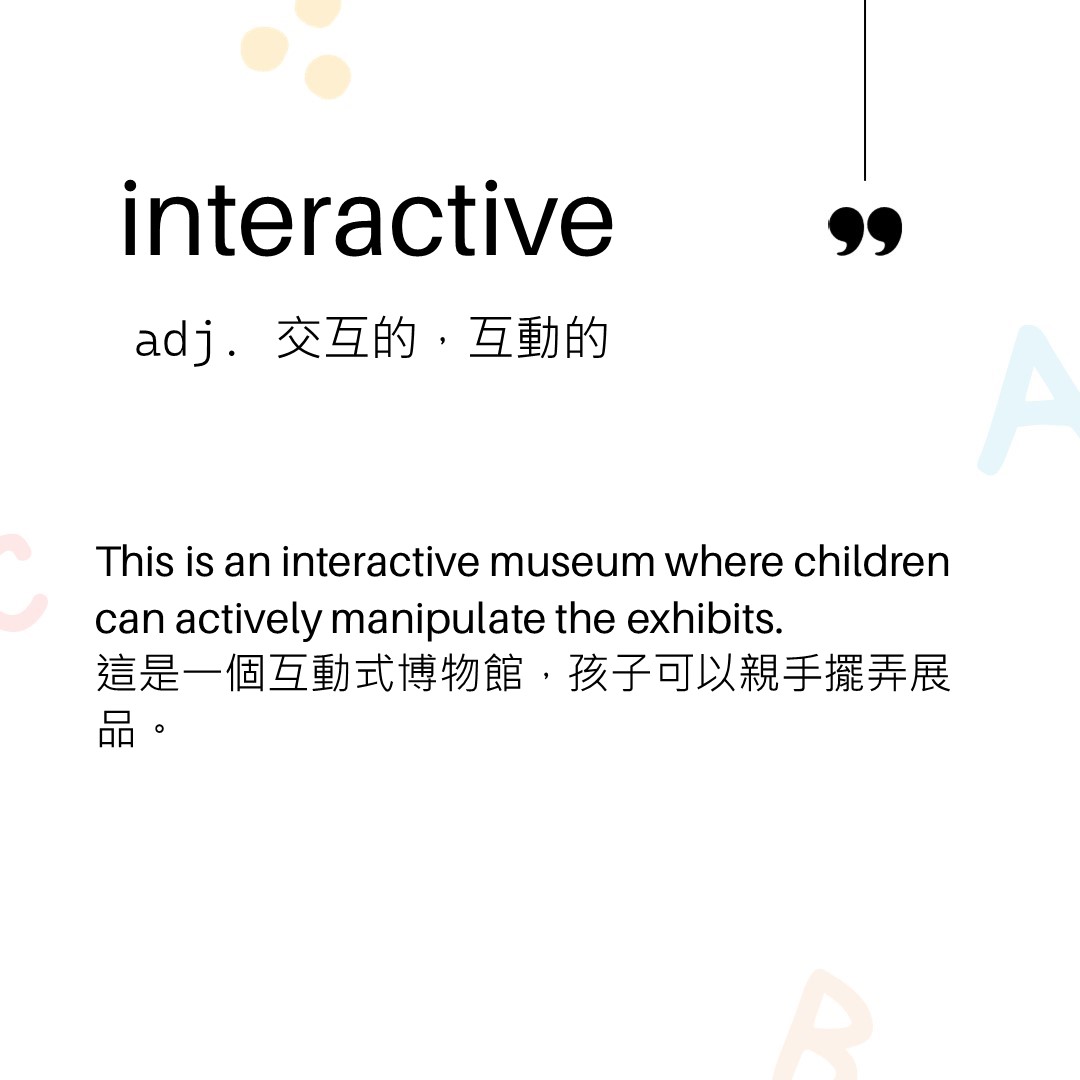 interactive
”
adj. 交互的，互動的
A
C
This is an interactive museum where children
can actively manipulate the exhibits.
這是一個互動式博物館，孩子可以親手擺弄展
品。
B